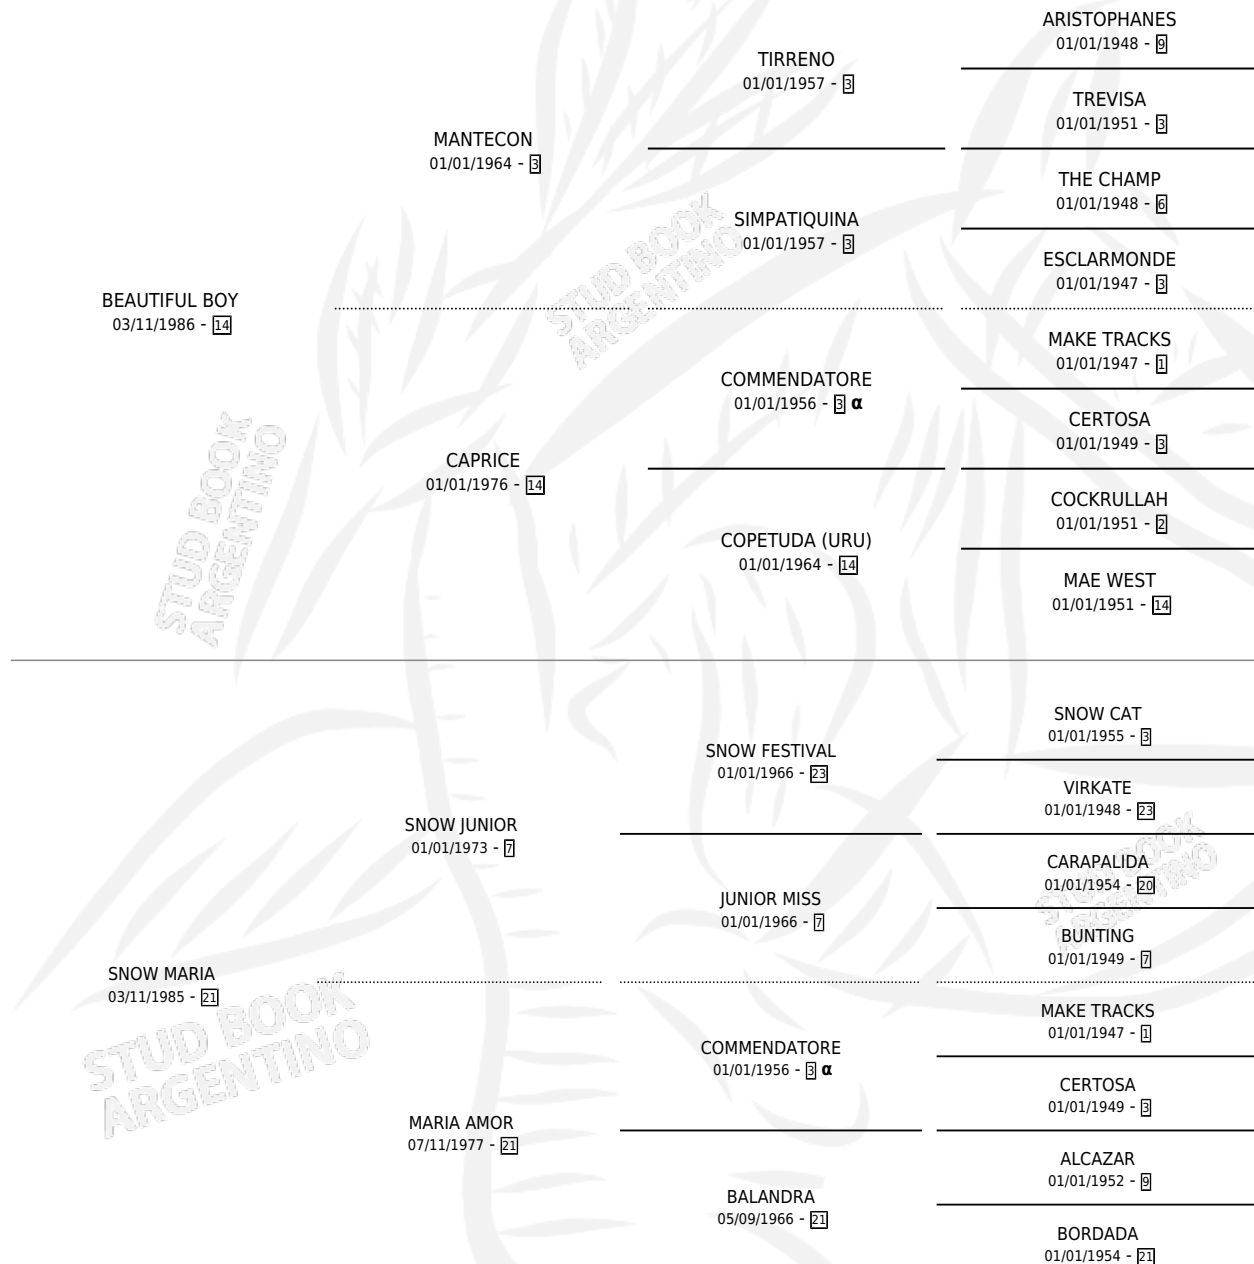 ARISTOPHANES
01/01/1948 - 9
TIRRENO
01/01/1957 - 3
TREVISA
01/01/1951 - 3
MANTECON
01/01/1964 - 3
THE CHAMP
01/01/1948 - 6
SIMPATIQUINA
01/01/1957 - 3
ESCLARMONDE
01/01/1947 - 3
STUD BOOK
ARGENTINO
BEAUTIFUL BOY
03/11/1986 - 14
MAKE TRACKS
01/01/1947 - 1
COMMENDATORE
01/01/1956 - 3 α
CERTOSA
01/01/1949 - 3
CAPRICE
01/01/1976 - 14
COCKRULLAH
01/01/1951 - 2
COPETUDA (URU)
01/01/1964 - 14
MAE WEST
01/01/1951 - 14
STUD BOOK
ARGENTINO
SNOW CAT
01/01/1955 - 3
SNOW FESTIVAL
01/01/1966 - 23
VIRKATE
01/01/1948 - 23
SNOW JUNIOR
01/01/1973 - 7
CARAPALIDA
01/01/1954 - 20
JUNIOR MISS
01/01/1966 - 7
BUNTING
01/01/1949 - 7
STUD BOOK
ARGENTINO
SNOW MARIA
03/11/1985 - 21
MAKE TRACKS
01/01/1947 - 1
COMMENDATORE
01/01/1956 - 3 α
CERTOSA
01/01/1949 - 3
STUD BOOK
ARGENTINO
MARIA AMOR
07/11/1977 - 21
ALCAZAR
01/01/1952 - 9
BALANDRA
05/09/1966 - 21
BORDADA
01/01/1954 - 21